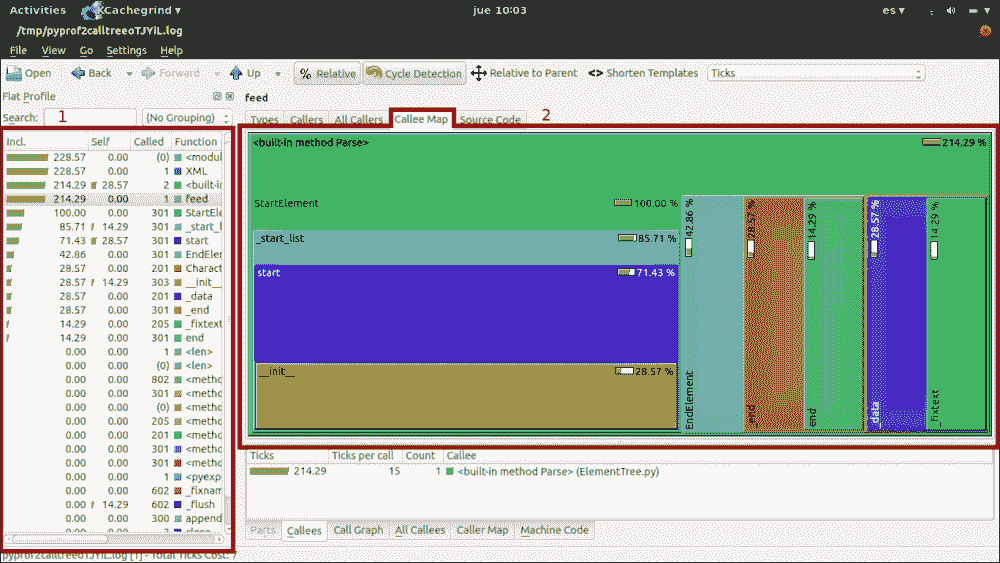 Activities KCachegrind ▾ jue 10:03 es ▾
/tmp/pyprof2calltreeoTJYiL.log
File View Go Settings Help
Open Back Forward Up % Relative Cycle Detection Relative to Parent <> Shorten Templates Ticks
Flat Profile
feed
Search: 1 (No Grouping)
Types Callers All Callers Callee Map Source Code 2
Incl. Self Called Function
228.57 0.00 (0) <modul
228.57 0.00 1 XML
214.29 28.57 2 <built-i
214.29 0.00 1 feed
100.00 0.00 301 StartEle
85.71 14.29 301 _start_l
71.43 28.57 301 start
42.86 0.00 301 EndElen
28.57 0.00 201 Charact
28.57 14.29 303 __init__
28.57 0.00 201 _data
28.57 0.00 201 _end
14.29 0.00 205 _fixtext
14.29 0.00 301 end
0.00 0.00 1 <len>
0.00 0.00 (0) <len>
0.00 0.00 802 <metho
0.00 0.00 301 <metho
0.00 0.00 (0) <metho
0.00 0.00 205 <metho
0.00 0.00 201 <metho
0.00 0.00 301 <metho
0.00 0.00 301 <metho
0.00 0.00 1 <pyexp
0.00 0.00 602 _fixnam
0.00 14.29 602 _flush
0.00 0.00 300 append
<built-in method Parse> 214.29 %
StartElement 100.00 %
_start_list 85.71 %
start 71.43 %
__init__ 28.57 %
EndElement 42.86 %
_end 28.57 %
end 14.29 %
_data 28.57 %
_fixtext 14.29 %
Ticks Ticks per call Count Callee
214.29 15 1 <built-in method Parse> (ElementTree.py)
Parts Callees Call Graph All Callees Caller Map Machine Code
pyprof2calltreeoTJYiL.log [1] - Total Ticks Cost: 7